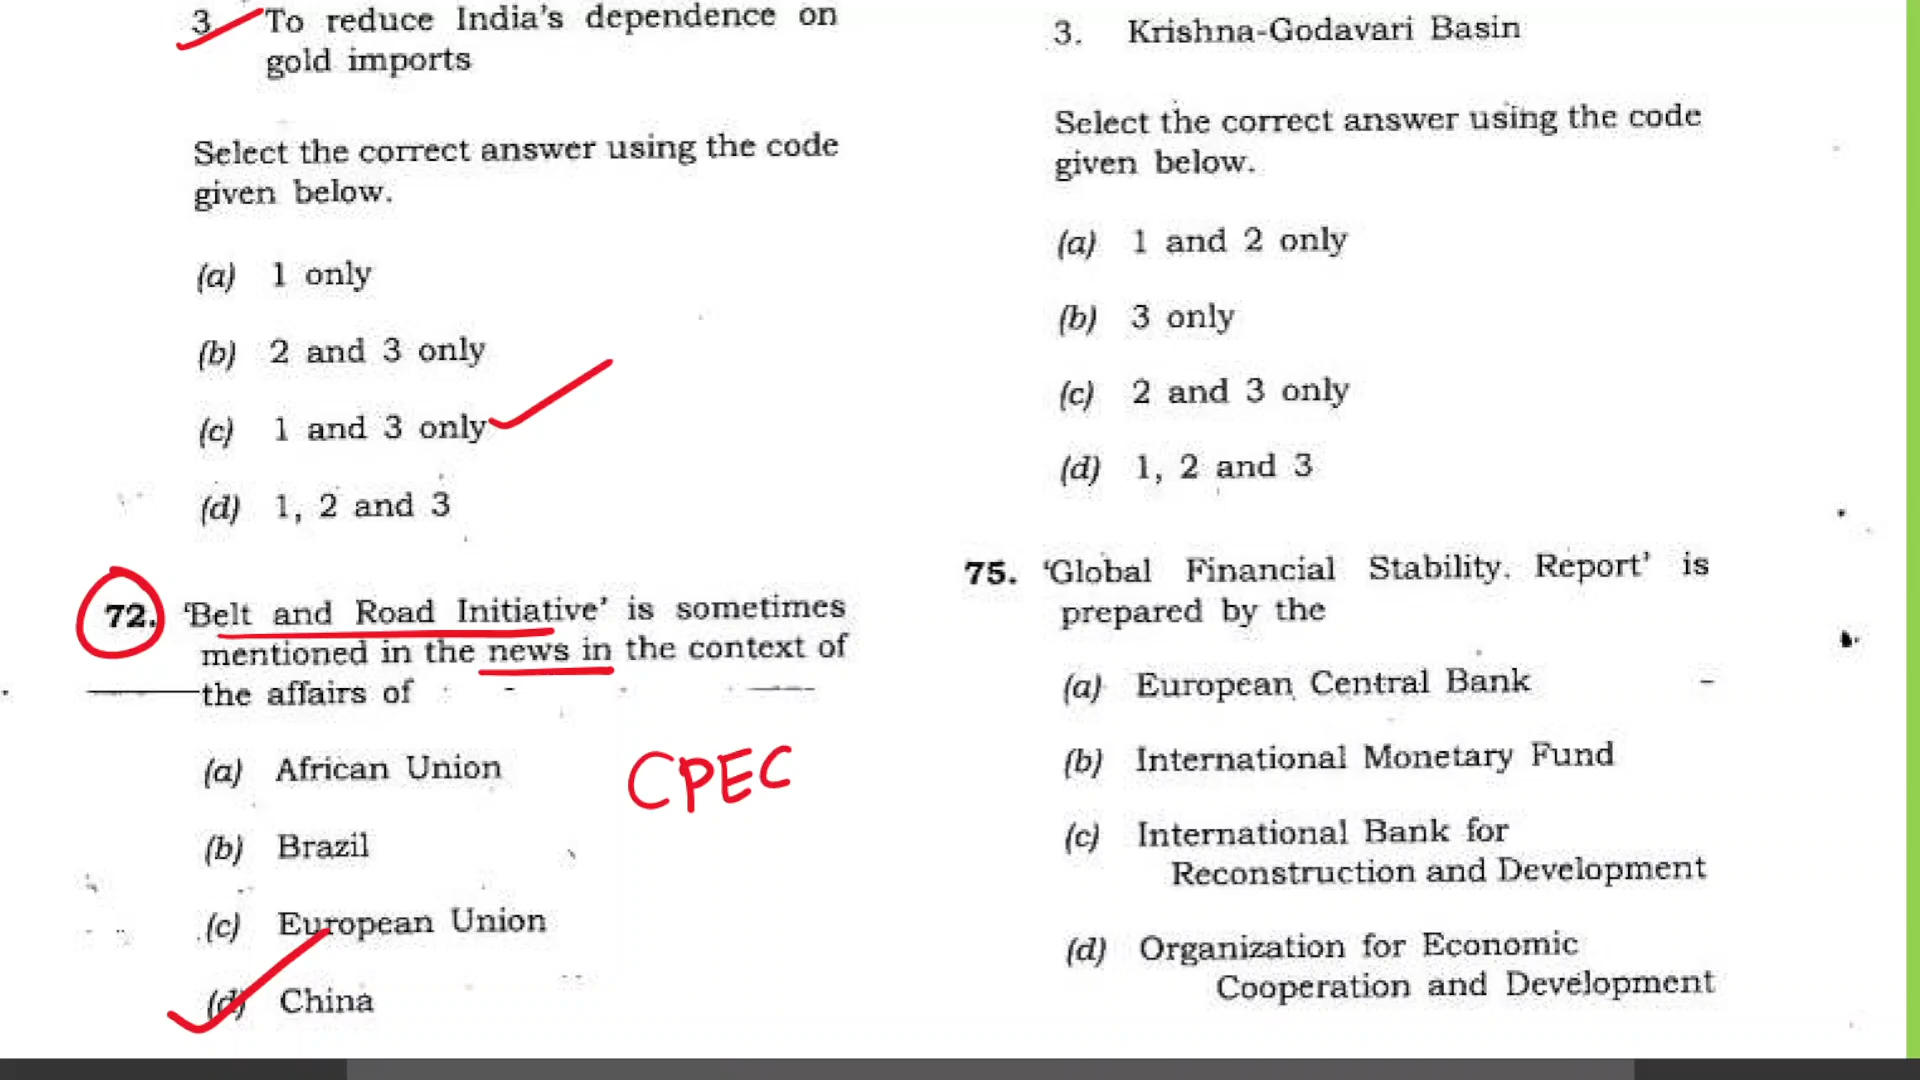 3. To reduce India's dependence on
gold imports
Select the correct answer using the code
given below.
(a) 1 only
(b) 2 and 3 only
(c) 1 and 3 only
(d) 1, 2 and 3
72. 'Belt and Road Initiative' is sometimes
mentioned in the news in the context of
the affairs of
(a) African Union
CPEC
(b) Brazil
(c) European Union
(d) China
3. Krishna-Godavari Basin
Select the correct answer using the code
given below.
(a) 1 and 2 only
(b) 3 only
(c) 2 and 3 only
(d) 1, 2 and 3
75. 'Global Financial Stability. Report' is
prepared by the
(a) European Central Bank
(b) International Monetary Fund
(c) International Bank for
Reconstruction and Development
(d) Organization for Economic
Cooperation and Development